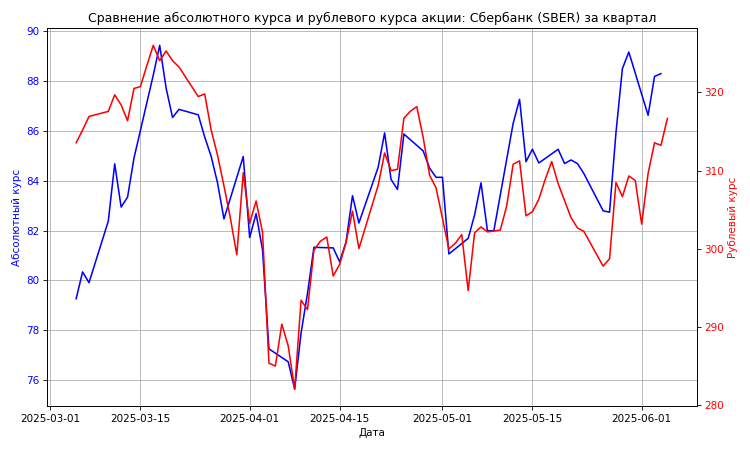 Сравнение абсолютного курса и рублевого курса акции: Сбербанк (SBER) за квартал
90
88
86
84
82
80
78
76
Абсолютный курс
320
310
300
290
280
Рублевый курс
2025-03-01 2025-03-15 2025-04-01 2025-04-15 2025-05-01 2025-05-15 2025-06-01
Дата